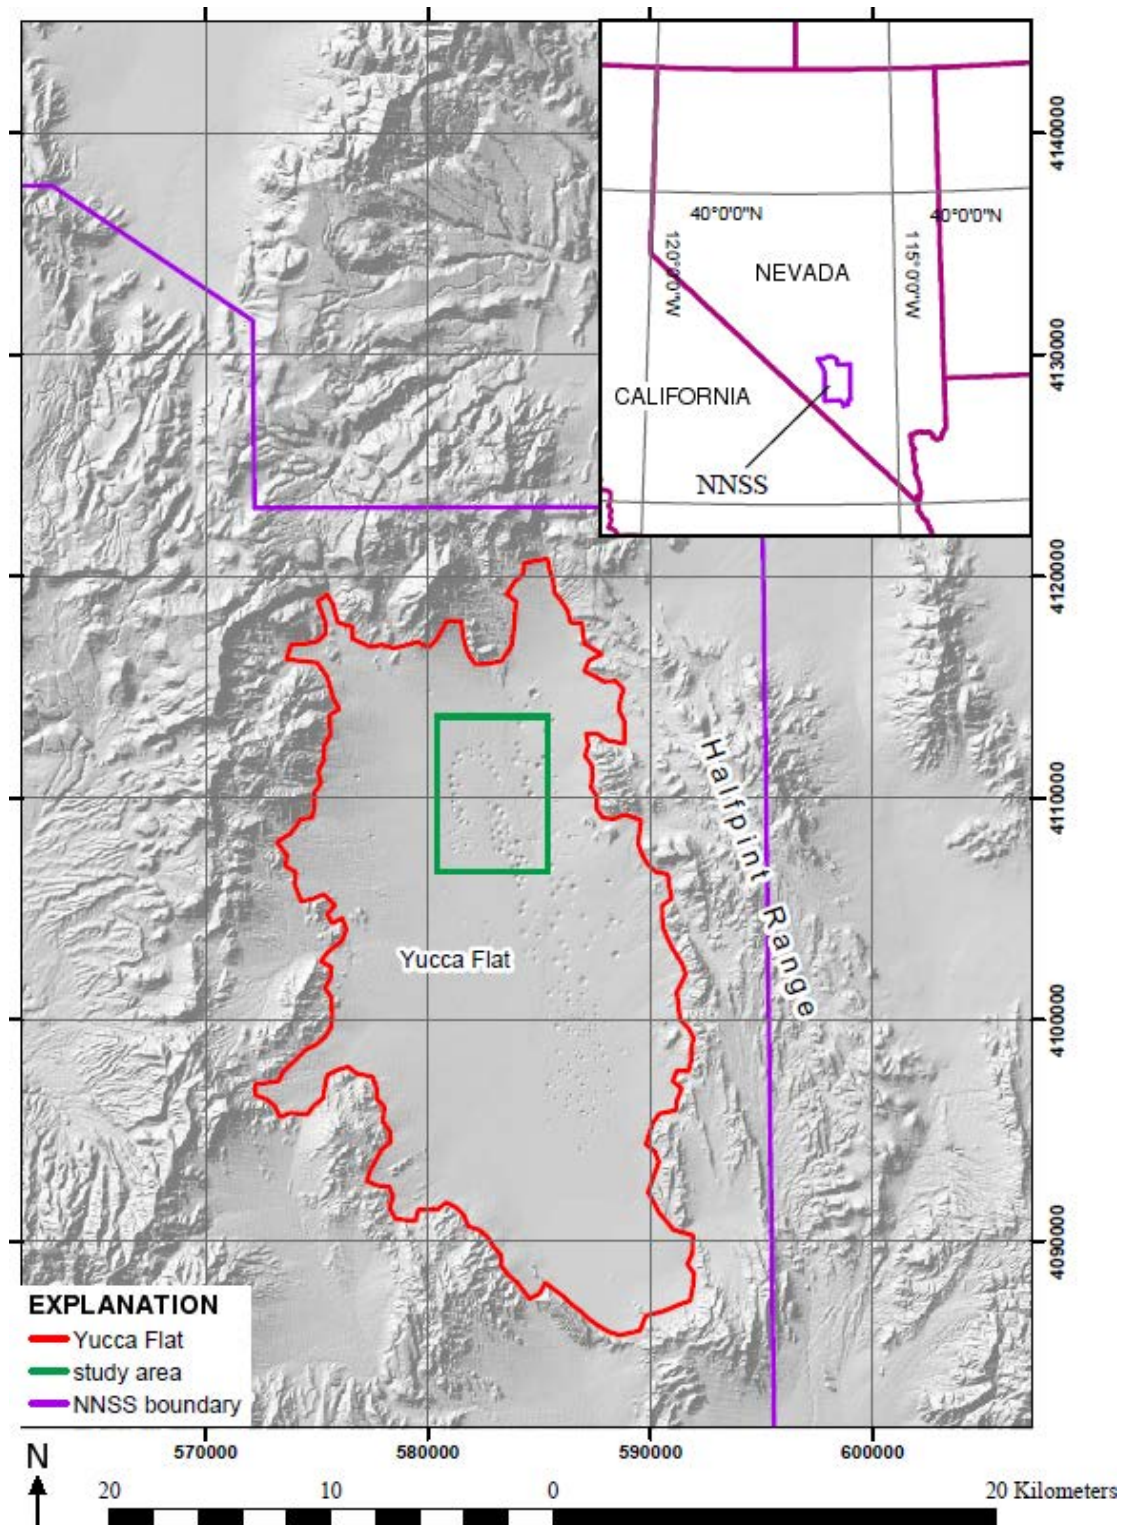 40°0'0"N
40°0'0"N
120°0'0"W
115°0'0"W
NEVADA
CALIFORNIA
NNSS
4140000
4130000
4120000
4110000
4100000
4090000
Halfpint Range
Yucca Flat
EXPLANATION
Yucca Flat
study area
NNSS boundary
570000
580000
590000
600000
N
20
10
0
20 Kilometers